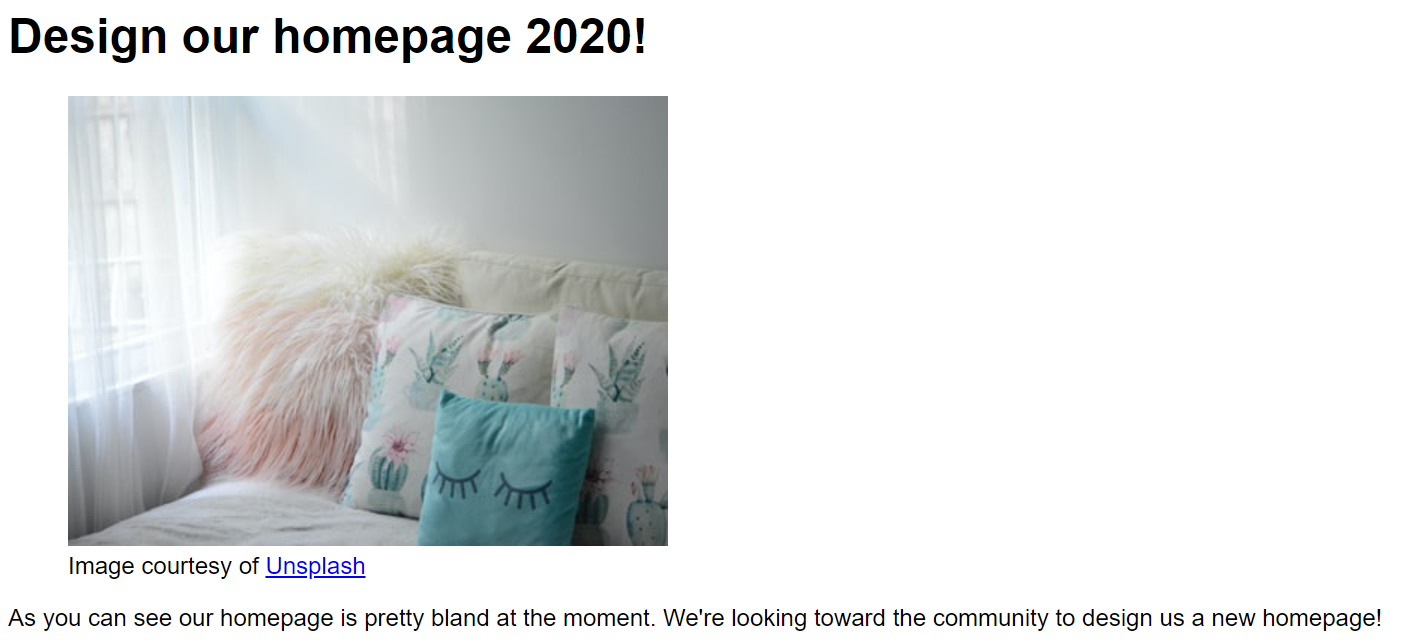 Design our homepage 2020!
Image courtesy of Unsplash
As you can see our homepage is pretty bland at the moment. We're looking toward the community to design us a new homepage!